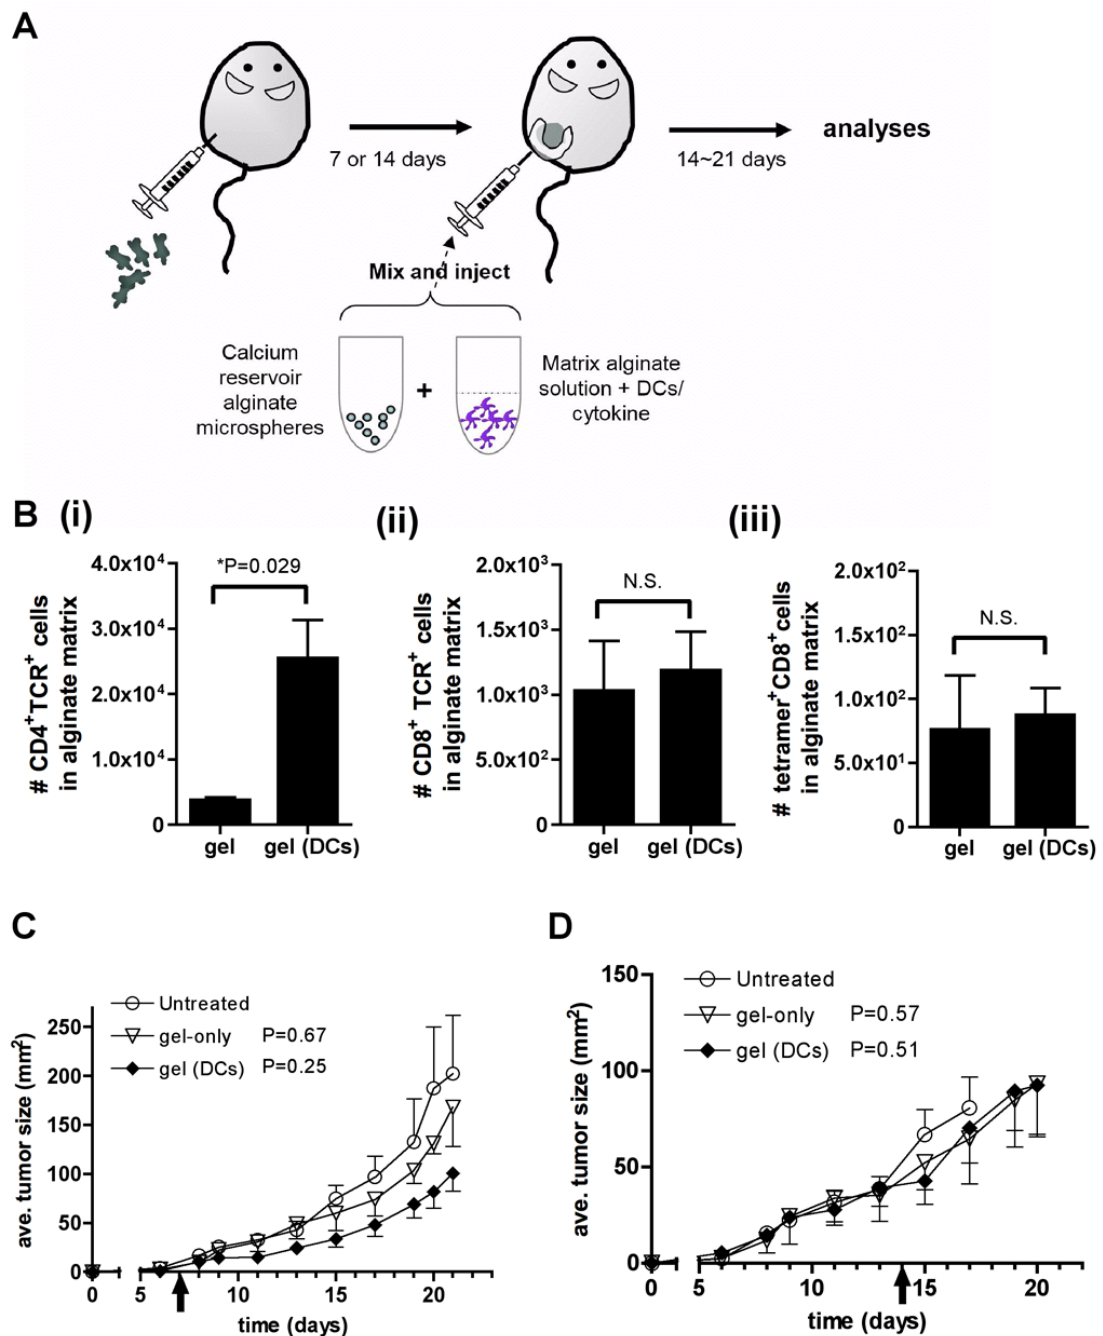 A
7 or 14 days
14~21 days
analyses
Mix and inject
Calcium
reservoir
alginate
microspheres
+
Matrix alginate
solution + DCs/
cytokine
B (i)
(ii)
(iii)
# CD4⁺TCR⁺ cells
in alginate matrix
4.0x10⁴
3.0x10⁴
2.0x10⁴
1.0x10⁴
0
*P=0.029
gel gel (DCs)
# CD8⁺ TCR⁺ cells
in alginate matrix
2.0x10³
1.5x10³
1.0x10³
5.0x10²
0
N.S.
gel gel (DCs)
# tetramer⁺CD8⁺ cells
in alginate matrix
2.0x10²
1.5x10²
1.0x10²
5.0x10¹
0
N.S.
gel gel (DCs)
C
ave. tumor size (mm²)
250
200
150
100
50
0
Untreated
gel-only P=0.67
gel (DCs) P=0.25
0 5 10 15 20
time (days)
D
ave. tumor size (mm²)
150
100
50
0
Untreated
gel-only P=0.57
gel (DCs) P=0.51
0 5 10 15 20
time (days)